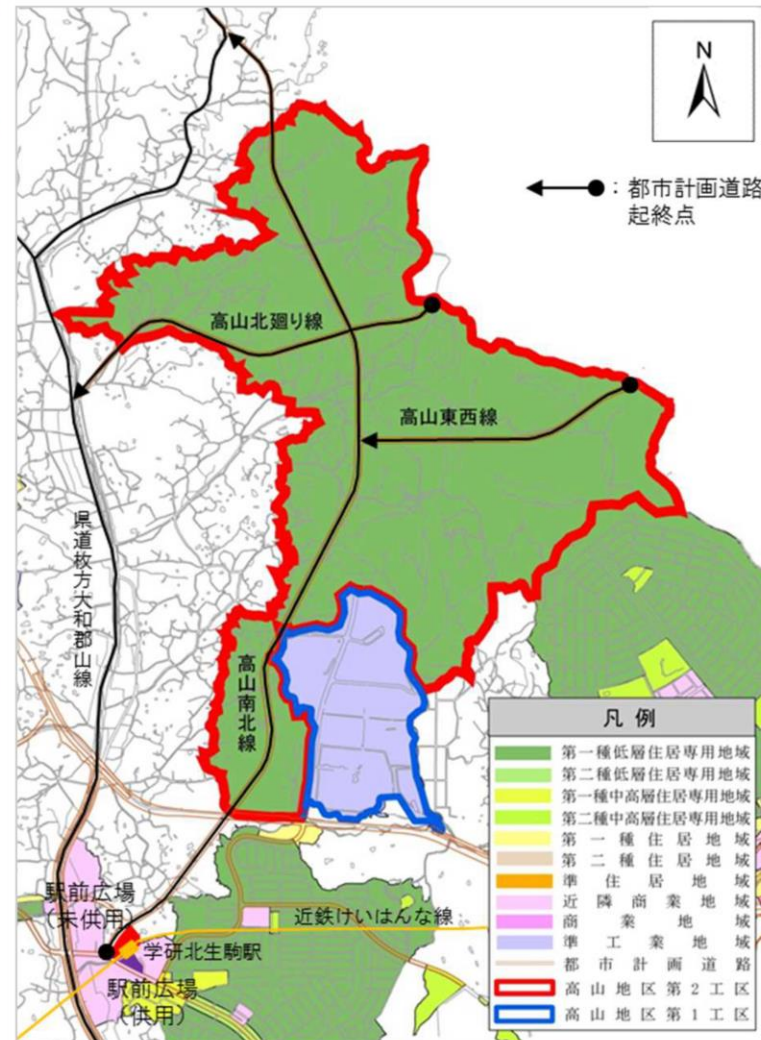 N
：都市計画道路
起終点
高山北廻り線
高山東西線
県道枚方大和郡山線
高山南北線
駅前広場
（未供用）
近鉄けいはんな線
学研北生駒駅
駅前広場
（供用）
凡例
第一種低層住居専用地域
第二種低層住居専用地域
第一種中高層住居専用地域
第二種中高層住居専用地域
第一種住居地域
第二種住居地域
準住居地域
近隣商業地域
商業地域
準工業地域
都市計画道路
高山地区第２工区
高山地区第１工区